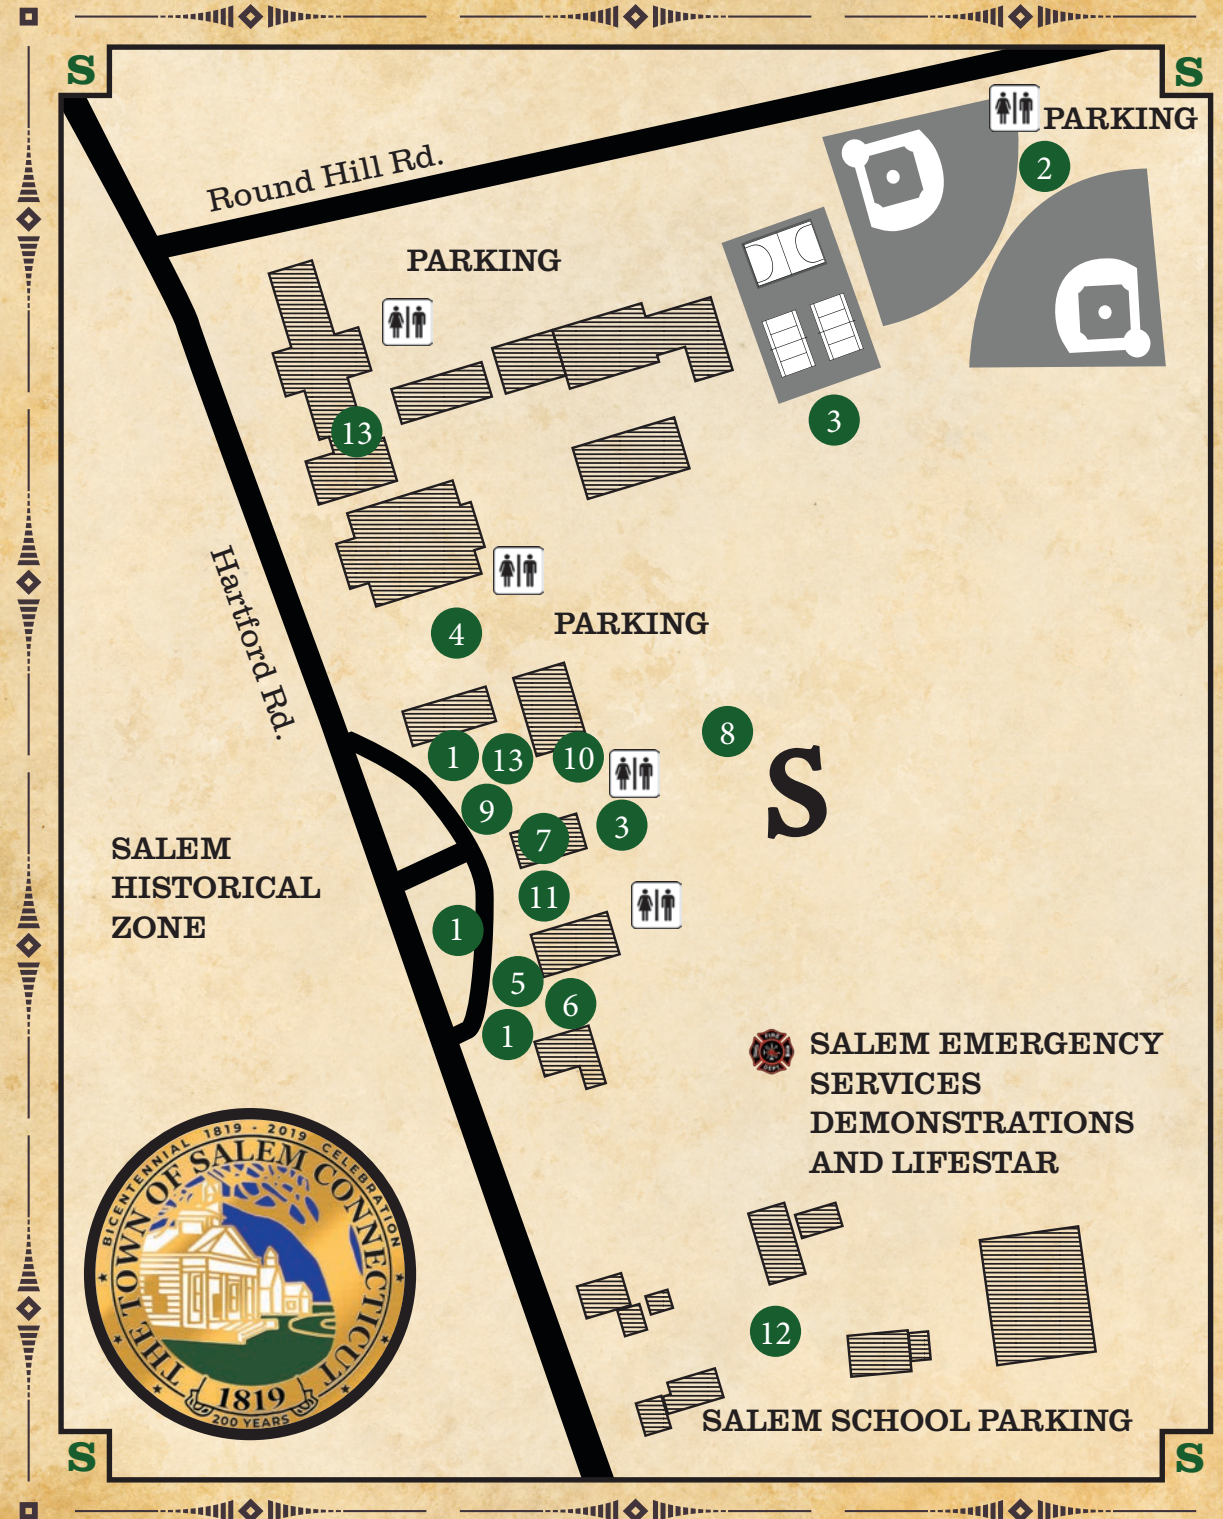 S
S
PARKING
2
Round Hill Rd.
PARKING
13
3
Hartford Rd.
4
PARKING
8
1
13
10
S
9
7
3
SALEM
HISTORICAL
ZONE
11
1
5
6
1
SALEM EMERGENCY
SERVICES
DEMONSTRATIONS
AND LIFESTAR
FIRE
DEPT.
BICENTENNIAL 1819 - 2019 CELEBRATION
THE TOWN OF SALEM CONNECTICUT
1819
200 YEARS
12
SALEM SCHOOL PARKING
S
S